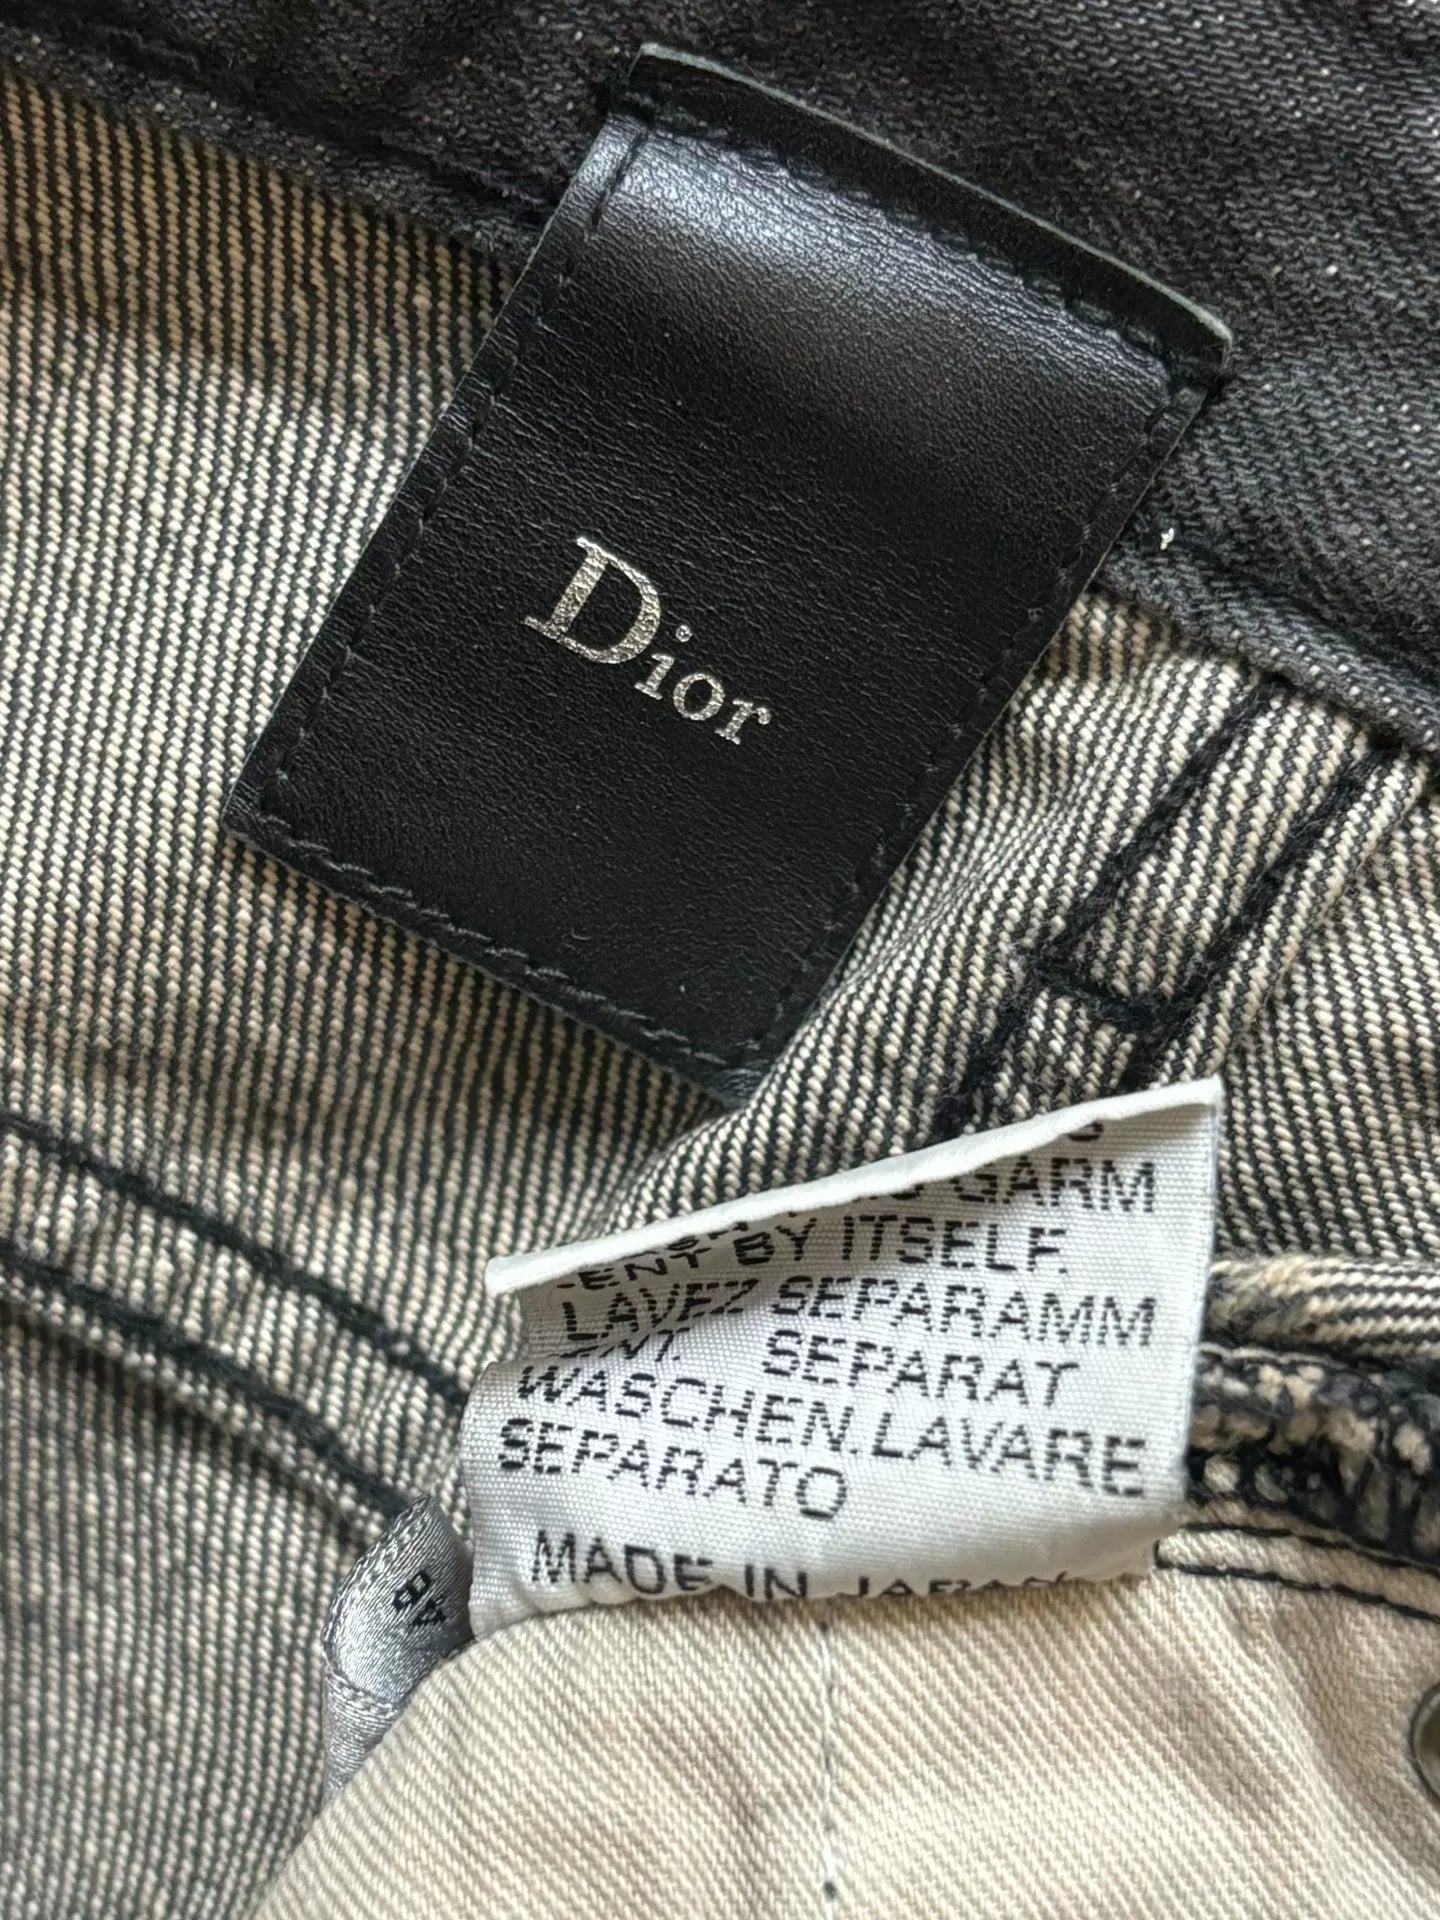 Dior
GARM
ENT BY ITSELF.
LAVEZ SEPARAMM
ENT. SEPARAT
WASCHEN.LAVARE
SEPARATO
MADE IN JAPAN